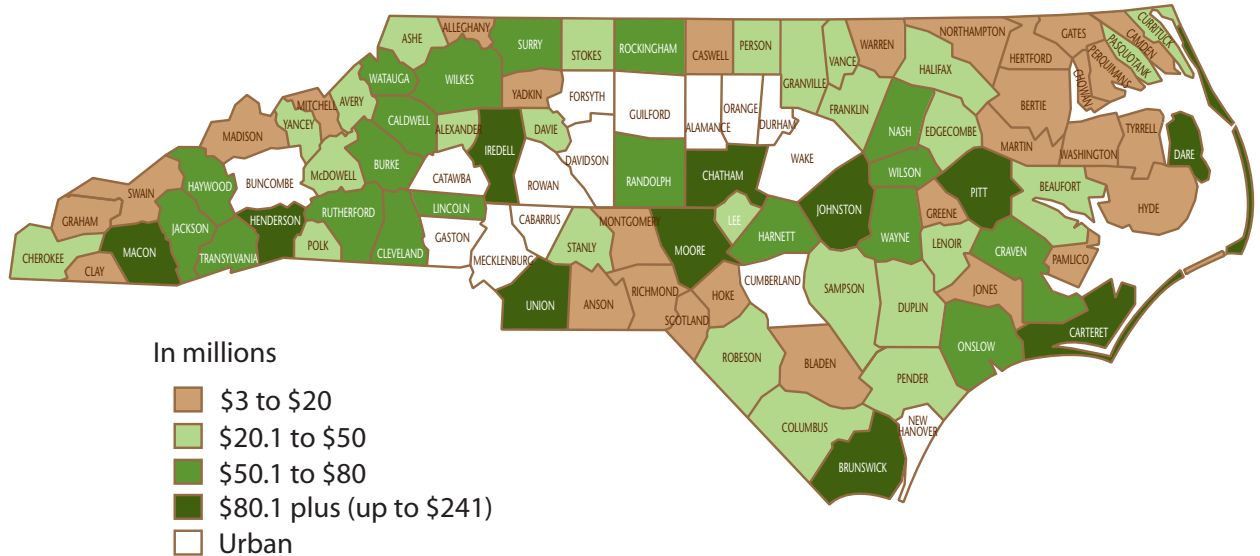 ALLEGHANY
ASHE
SURRY
STOKES
ROCKINGHAM
CASWELL
PERSON
VANCE
WARREN
NORTHAMPTON
GATES
CURRITUCK
CAMDEN
PASQUOTANK
PERQUIMANS
CHOWAN
HERTFORD
HALIFAX
GRANVILLE
WATAUGA
WILKES
YADKIN
FORSYTH
GUILFORD
ALAMANCE
ORANGE
DURHAM
FRANKLIN
BERTIE
MITCHELL
AVERY
YANCEY
CALDWELL
ALEXANDER
IREDELL
DAVIE
NASH
EDGECOMBE
MADISON
MARTIN
WASHINGTON
TYRRELL
DARE
McDOWELL
BURKE
CATAWBA
ROWAN
DAVIDSON
RANDOLPH
CHATHAM
WAKE
WILSON
PITT
BEAUFORT
HYDE
SWAIN
HAYWOOD
BUNCOMBE
GRAHAM
JACKSON
HENDERSON
RUTHERFORD
LINCOLN
CABARRUS
MONTGOMERY
LEE
JOHNSTON
GREENE
CHEROKEE
CLAY
MACON
TRANSYLVANIA
POLK
CLEVELAND
GASTON
MECKLENBURG
STANLY
MOORE
HARNETT
WAYNE
LENOIR
CRAVEN
PAMLICO
UNION
ANSON
RICHMOND
SCOTLAND
HOKE
CUMBERLAND
SAMPSON
DUPLIN
JONES
CARTERET
ONSLOW
ROBESON
BLADEN
PENDER
COLUMBUS
NEW
HANOVER
BRUNSWICK
In millions
$3 to $20
$20.1 to $50
$50.1 to $80
$80.1 plus (up to $241)
Urban